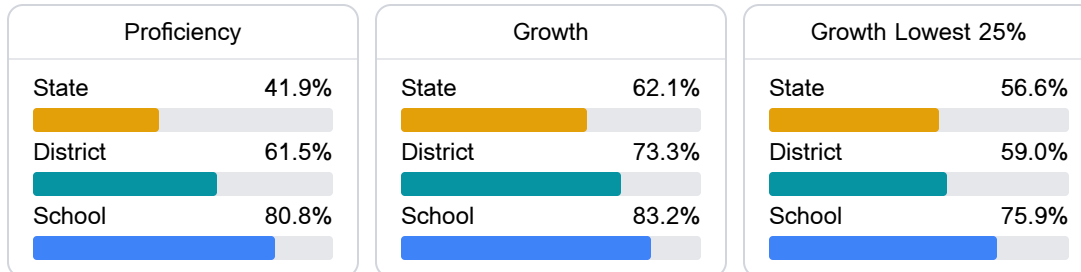 Proficiency
State 41.9%
District 61.5%
School 80.8%
Growth
State 62.1%
District 73.3%
School 83.2%
Growth Lowest 25%
State 56.6%
District 59.0%
School 75.9%